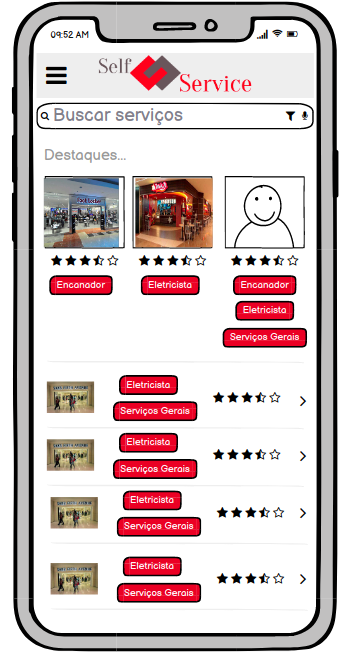 09:52 AM
Self
Service
Buscar serviços
Destaques...
Encanador
Eletricista
Encanador
Eletricista
Serviços Gerais
Eletricista
Serviços Gerais
Eletricista
Serviços Gerais
Eletricista
Serviços Gerais
Eletricista
Serviços Gerais